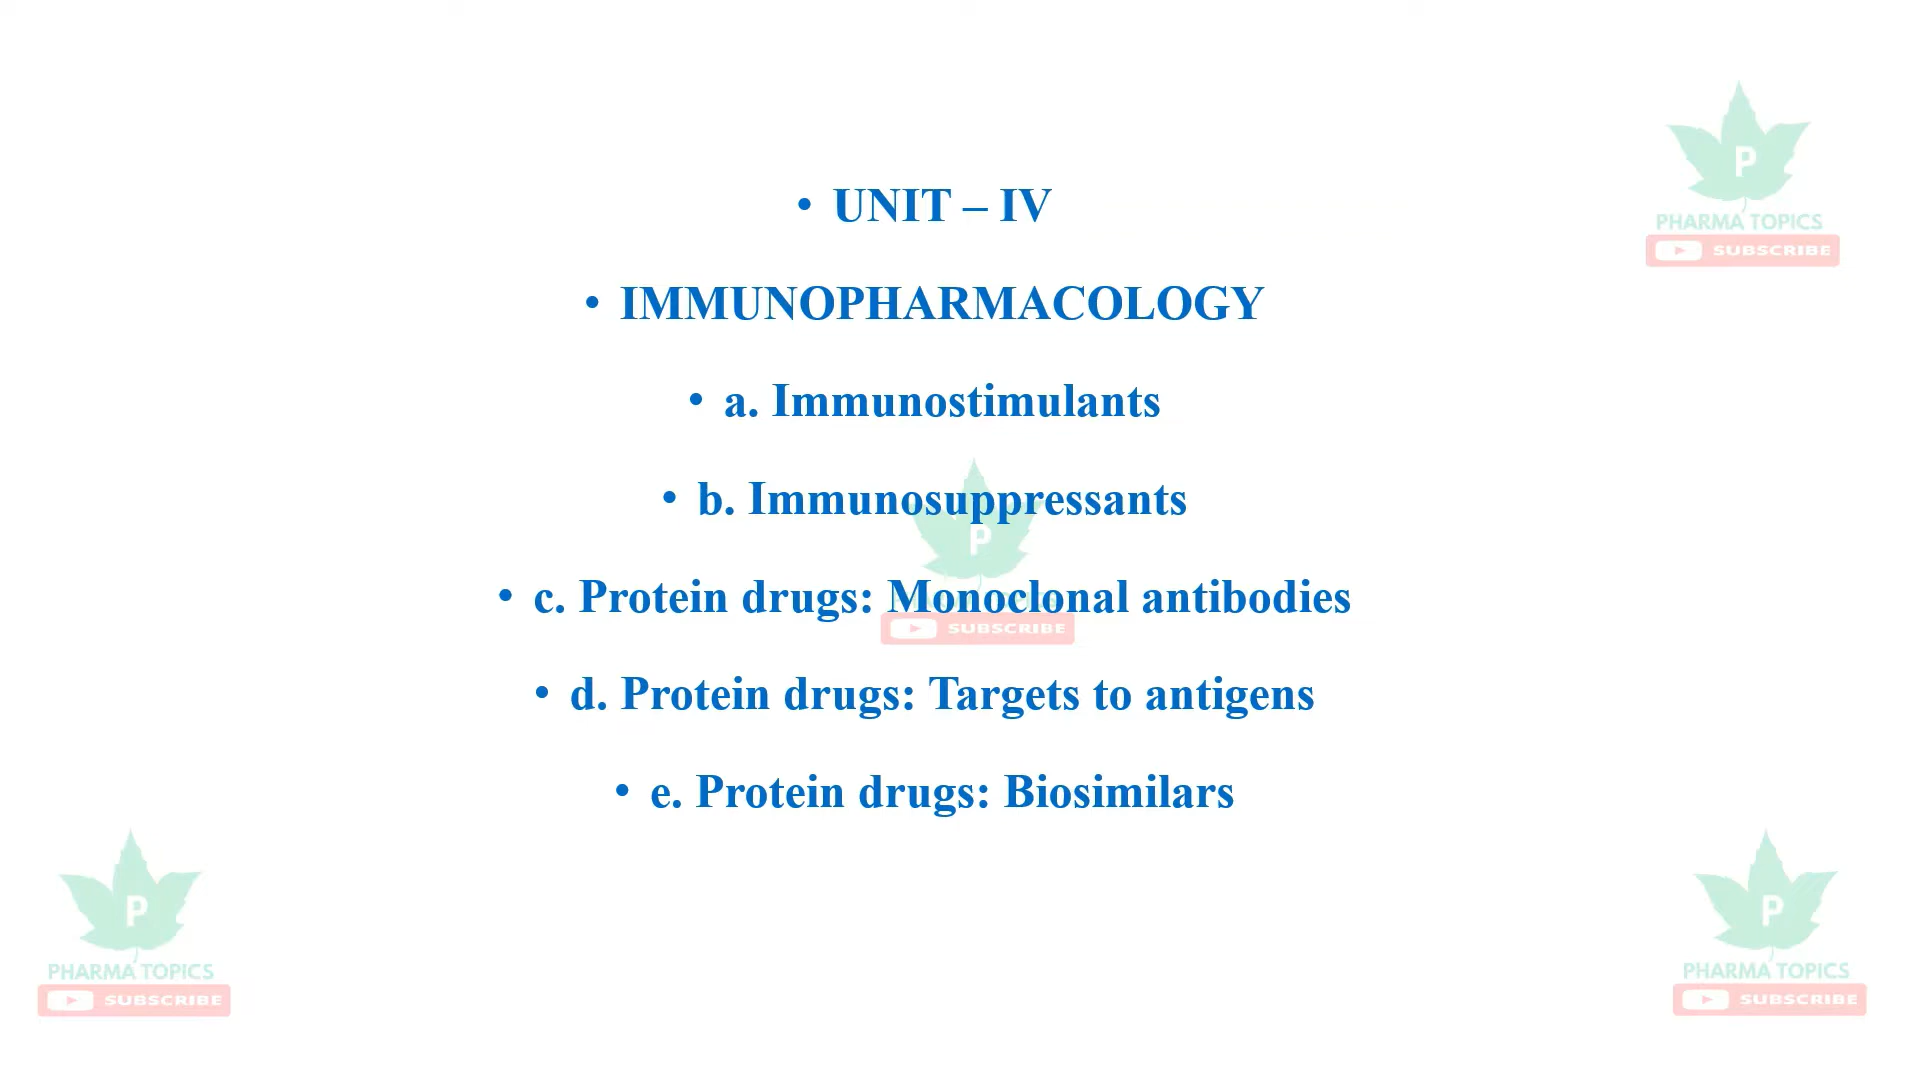 • UNIT – IV
• IMMUNOPHARMACOLOGY
• a. Immunostimulants
• b. Immunosuppressants
• c. Protein drugs: Monoclonal antibodies
• d. Protein drugs: Targets to antigens
• e. Protein drugs: Biosimilars
P
PHARMA TOPICS
SUBSCRIBE
P
SUBSCRIBE
P
PHARMA TOPICS
SUBSCRIBE
P
PHARMA TOPICS
SUBSCRIBE